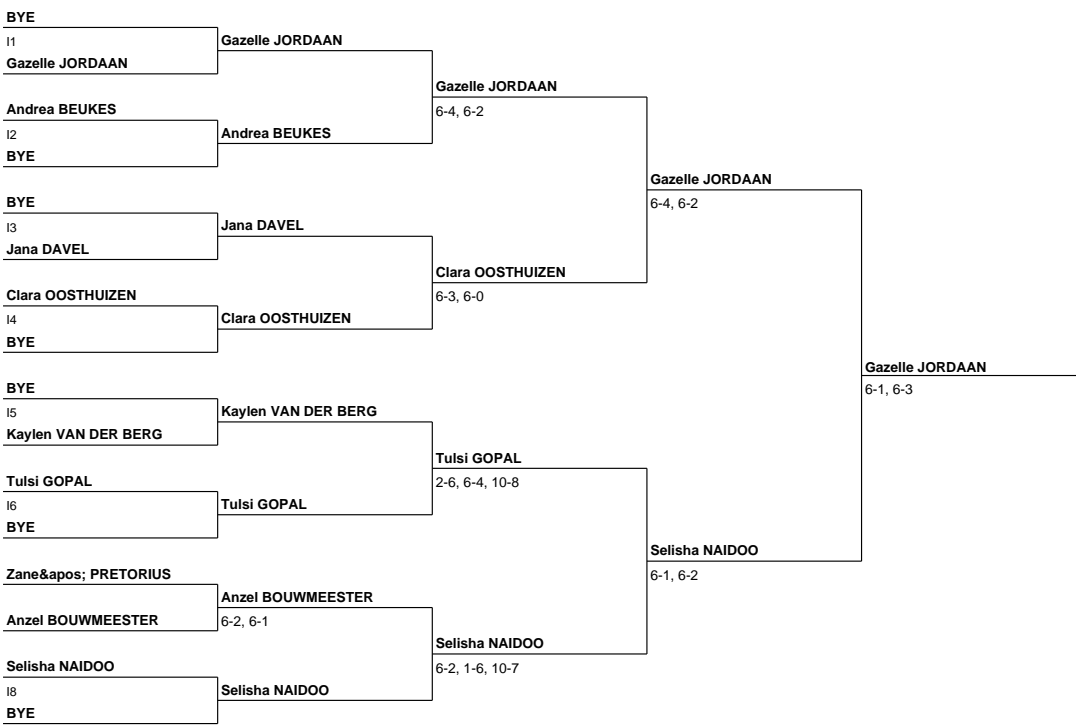 BYE
I1
Gazelle JORDAAN
Andrea BEUKES
I2
BYE
BYE
I3
Jana DAVEL
Clara OOSTHUIZEN
I4
BYE
BYE
I5
Kaylen VAN DER BERG
Tulsi GOPAL
I6
BYE
Zane&apos; PRETORIUS
Anzel BOUWMEESTER
Selisha NAIDOO
I8
BYE
Gazelle JORDAAN
Andrea BEUKES
Jana DAVEL
Clara OOSTHUIZEN
Kaylen VAN DER BERG
Tulsi GOPAL
Anzel BOUWMEESTER
6-2, 6-1
Selisha NAIDOO
Gazelle JORDAAN
6-4, 6-2
Clara OOSTHUIZEN
6-3, 6-0
Tulsi GOPAL
2-6, 6-4, 10-8
Selisha NAIDOO
6-2, 1-6, 10-7
Gazelle JORDAAN
6-4, 6-2
Selisha NAIDOO
6-1, 6-2
Gazelle JORDAAN
6-1, 6-3